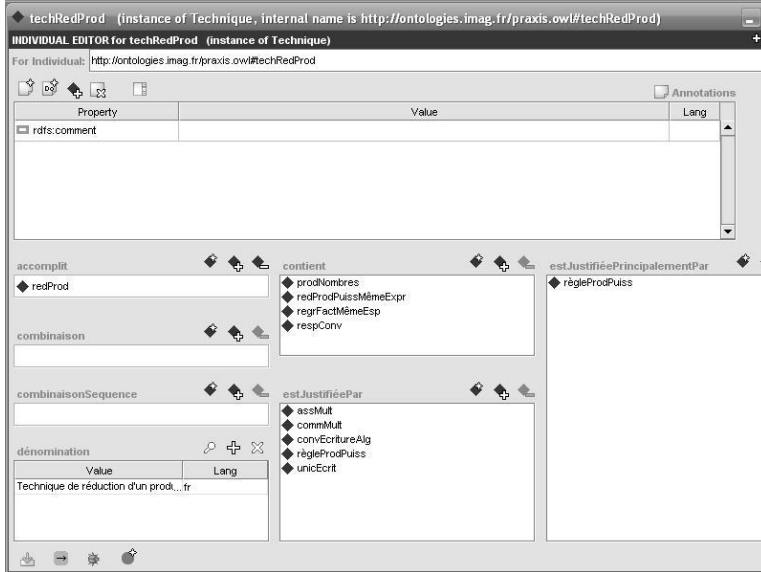 techRedProd (instance of Technique, internal name is http://ontologies.imag.fr/praxis.owl#techRedProd)
INDIVIDUAL EDITOR for techRedProd (instance of Technique)
For Individual: http://ontologies.imag.fr/praxis.owl#techRedProd
Annotations
Property Value Lang
rdfs:comment
accomplit
redProd
combinaison
combinaisonSequence
dénomination
Value Lang
Technique de réduction d'un produ... fr
contient
prodNombres
redProdPuissMêmeExpr
regrFactMêmeEsp
respConv
estJustifiéePar
assMult
commMult
convEcritureAlg
règleProdPuiss
unicEcrit
estJustifiéePrincipalementPar
règleProdPuiss